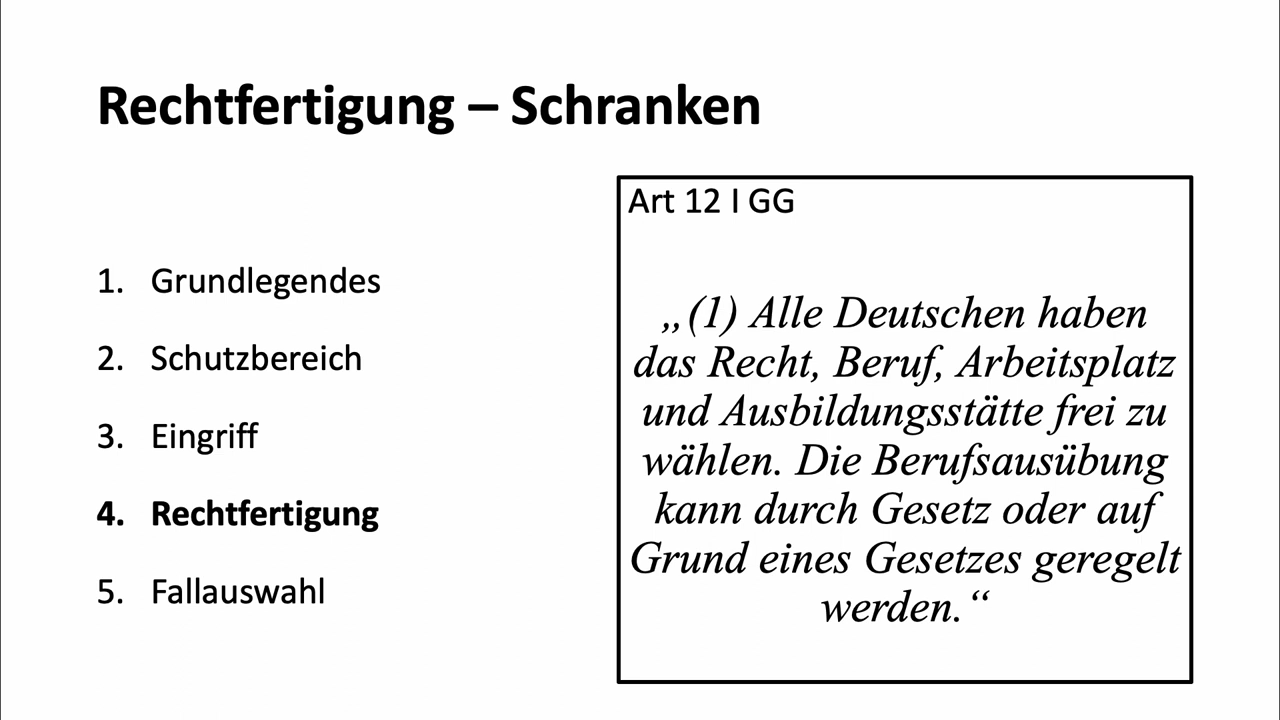 Rechtfertigung – Schranken
1. Grundlegendes
2. Schutzbereich
3. Eingriff
4. Rechtfertigung
5. Fallauswahl
Art 12 I GG
„(1) Alle Deutschen haben
das Recht, Beruf, Arbeitsplatz
und Ausbildungsstätte frei zu
wählen. Die Berufsausübung
kann durch Gesetz oder auf
Grund eines Gesetzes geregelt
werden.“